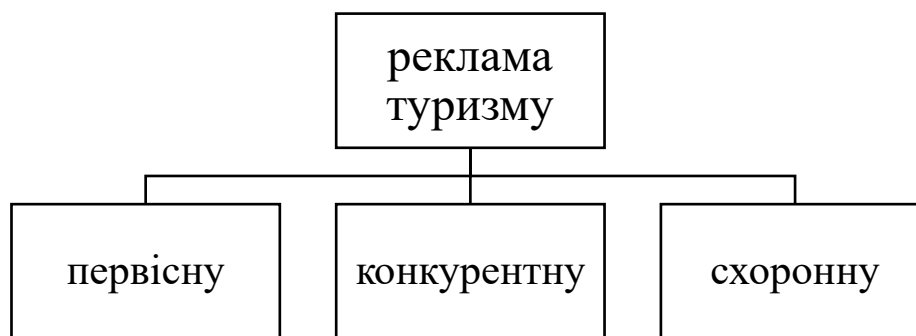 реклама
туризму
первісну
конкурентну
схоронну